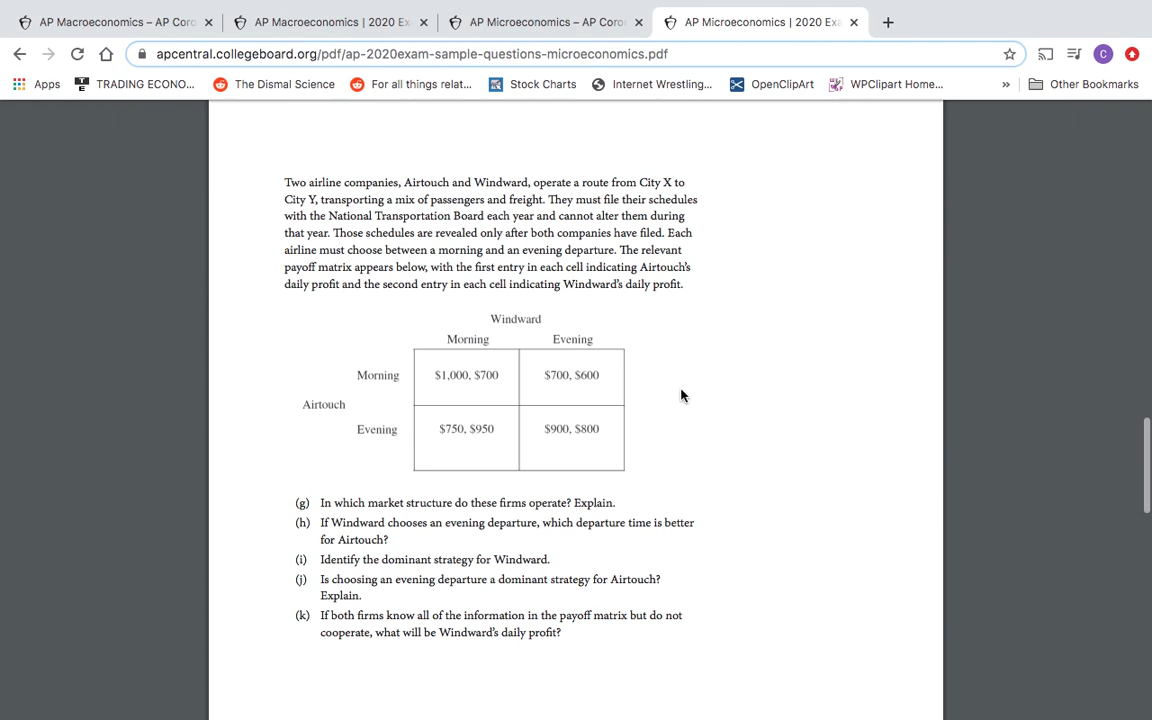 AP Macroeconomics – AP Coro
AP Macroeconomics | 2020 Ex
AP Microeconomics – AP Coro
AP Microeconomics | 2020 Exa
apcentral.collegeboard.org/pdf/ap-2020exam-sample-questions-microeconomics.pdf
C
Apps
TRADING ECONO...
The Dismal Science
For all things relat...
Stock Charts
Internet Wrestling...
OpenClipArt
WPClipart Home...
»
Other Bookmarks
Two airline companies, Airtouch and Windward, operate a route from City X to
City Y, transporting a mix of passengers and freight. They must file their schedules
with the National Transportation Board each year and cannot alter them during
that year. Those schedules are revealed only after both companies have filed. Each
airline must choose between a morning and an evening departure. The relevant
payoff matrix appears below, with the first entry in each cell indicating Airtouch's
daily profit and the second entry in each cell indicating Windward's daily profit.
Windward
Morning Evening
Morning $1,000, $700 $700, $600
Airtouch
Evening $750, $950 $900, $800
(g) In which market structure do these firms operate? Explain.
(h) If Windward chooses an evening departure, which departure time is better
for Airtouch?
(i) Identify the dominant strategy for Windward.
(j) Is choosing an evening departure a dominant strategy for Airtouch?
Explain.
(k) If both firms know all of the information in the payoff matrix but do not
cooperate, what will be Windward's daily profit?